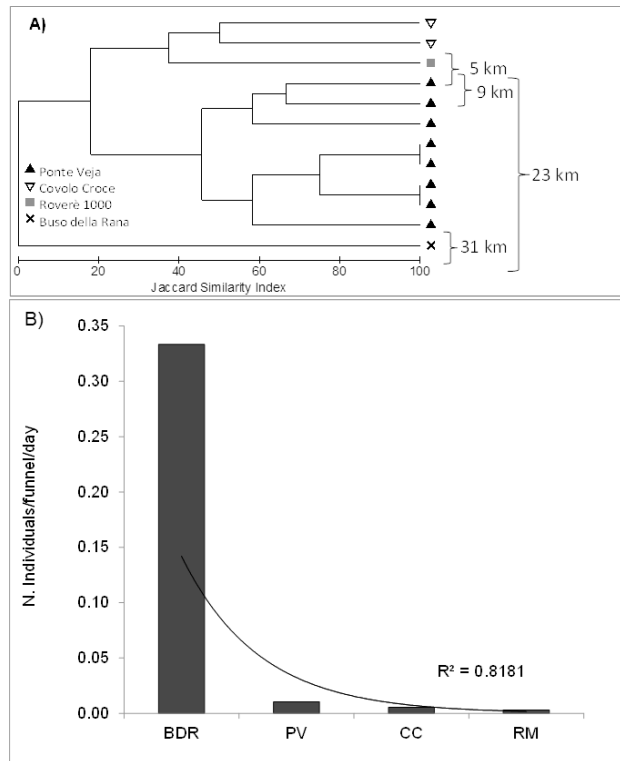 A)
5 km
9 km
23 km
31 km
Ponte Veja
Covolo Croce
Roverè 1000
Buso della Rana
0 20 40 60 80 100
Jaccard Similarity Index
B)
N. Individuals/funnel/day
0.35
0.30
0.25
0.20
0.15
0.10
0.05
0.00
R² = 0.8181
BDR PV CC RM